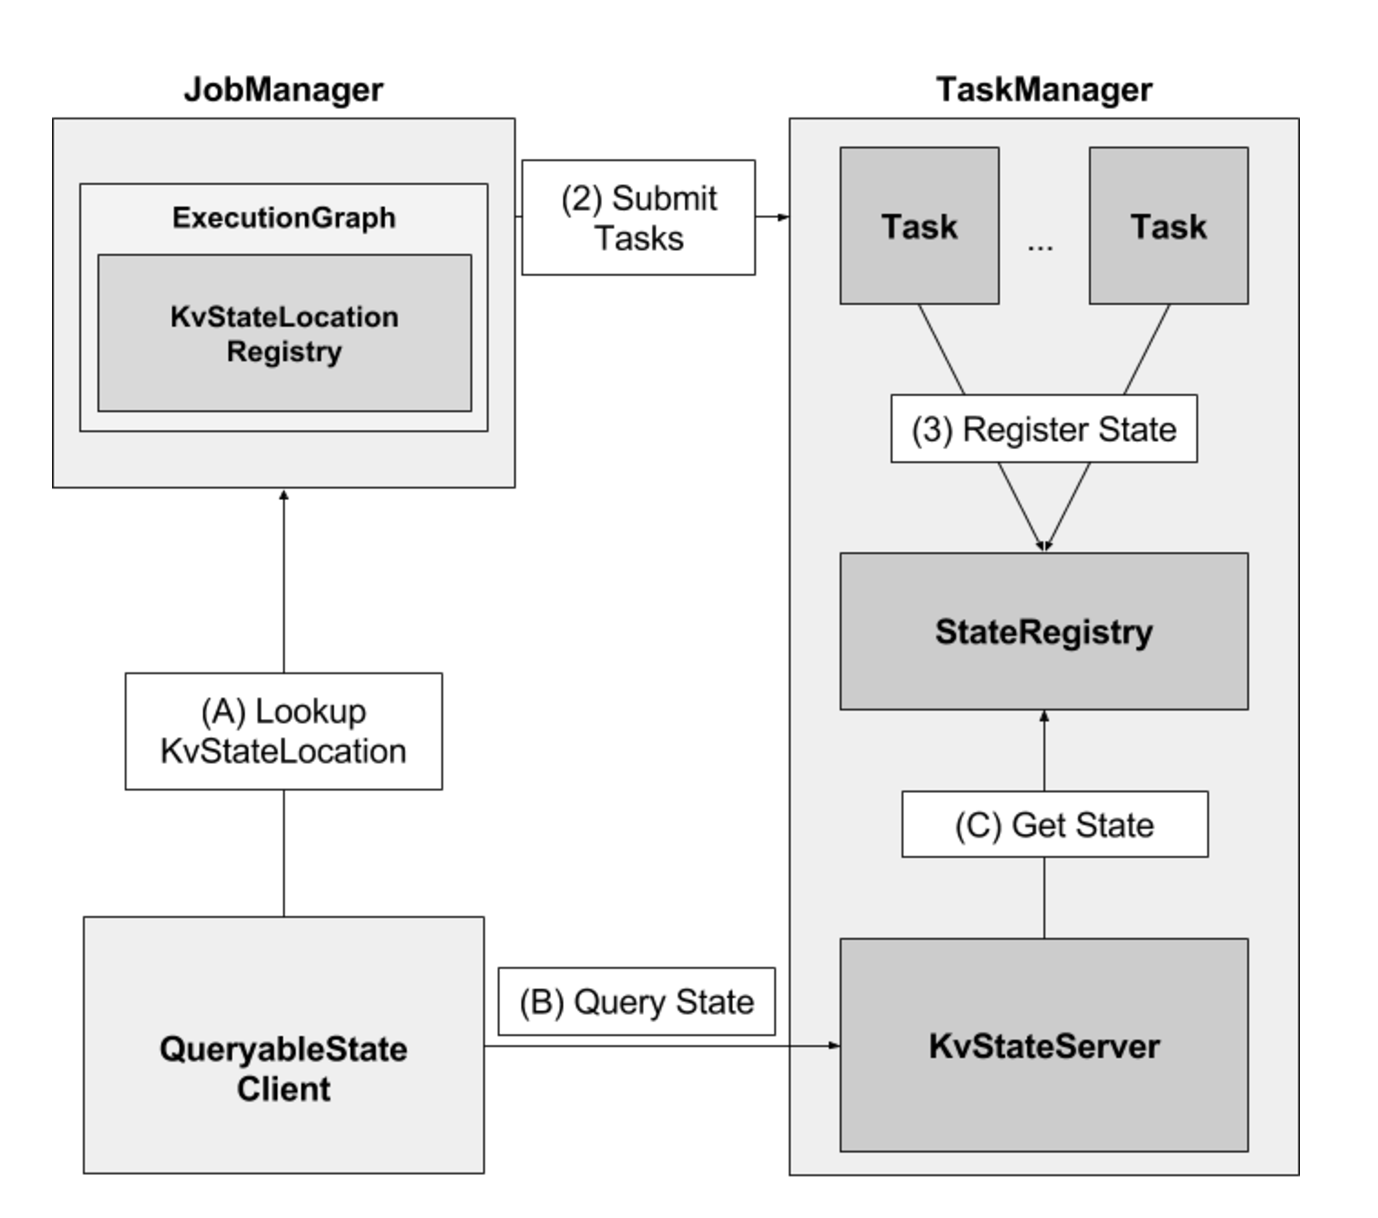 JobManager
TaskManager
ExecutionGraph
KvStateLocation
Registry
(2) Submit
Tasks
Task
...
Task
(3) Register State
StateRegistry
(A) Lookup
KvStateLocation
(C) Get State
QueryableState
Client
(B) Query State
KvStateServer